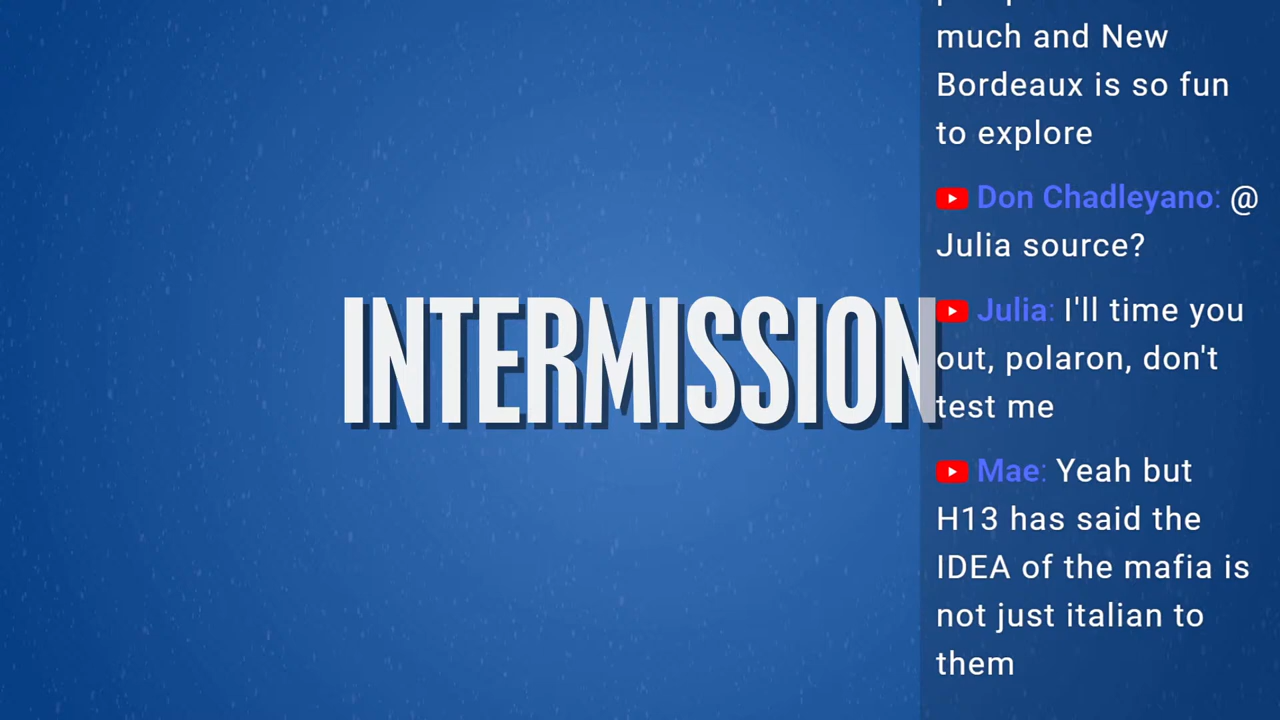 much and New
Bordeaux is so fun
to explore
Don Chadleyano: @
Julia source?
INTERMISSION
Julia: I'll time you
out, polaron, don't
test me
Mae: Yeah but
H13 has said the
IDEA of the mafia is
not just italian to
them